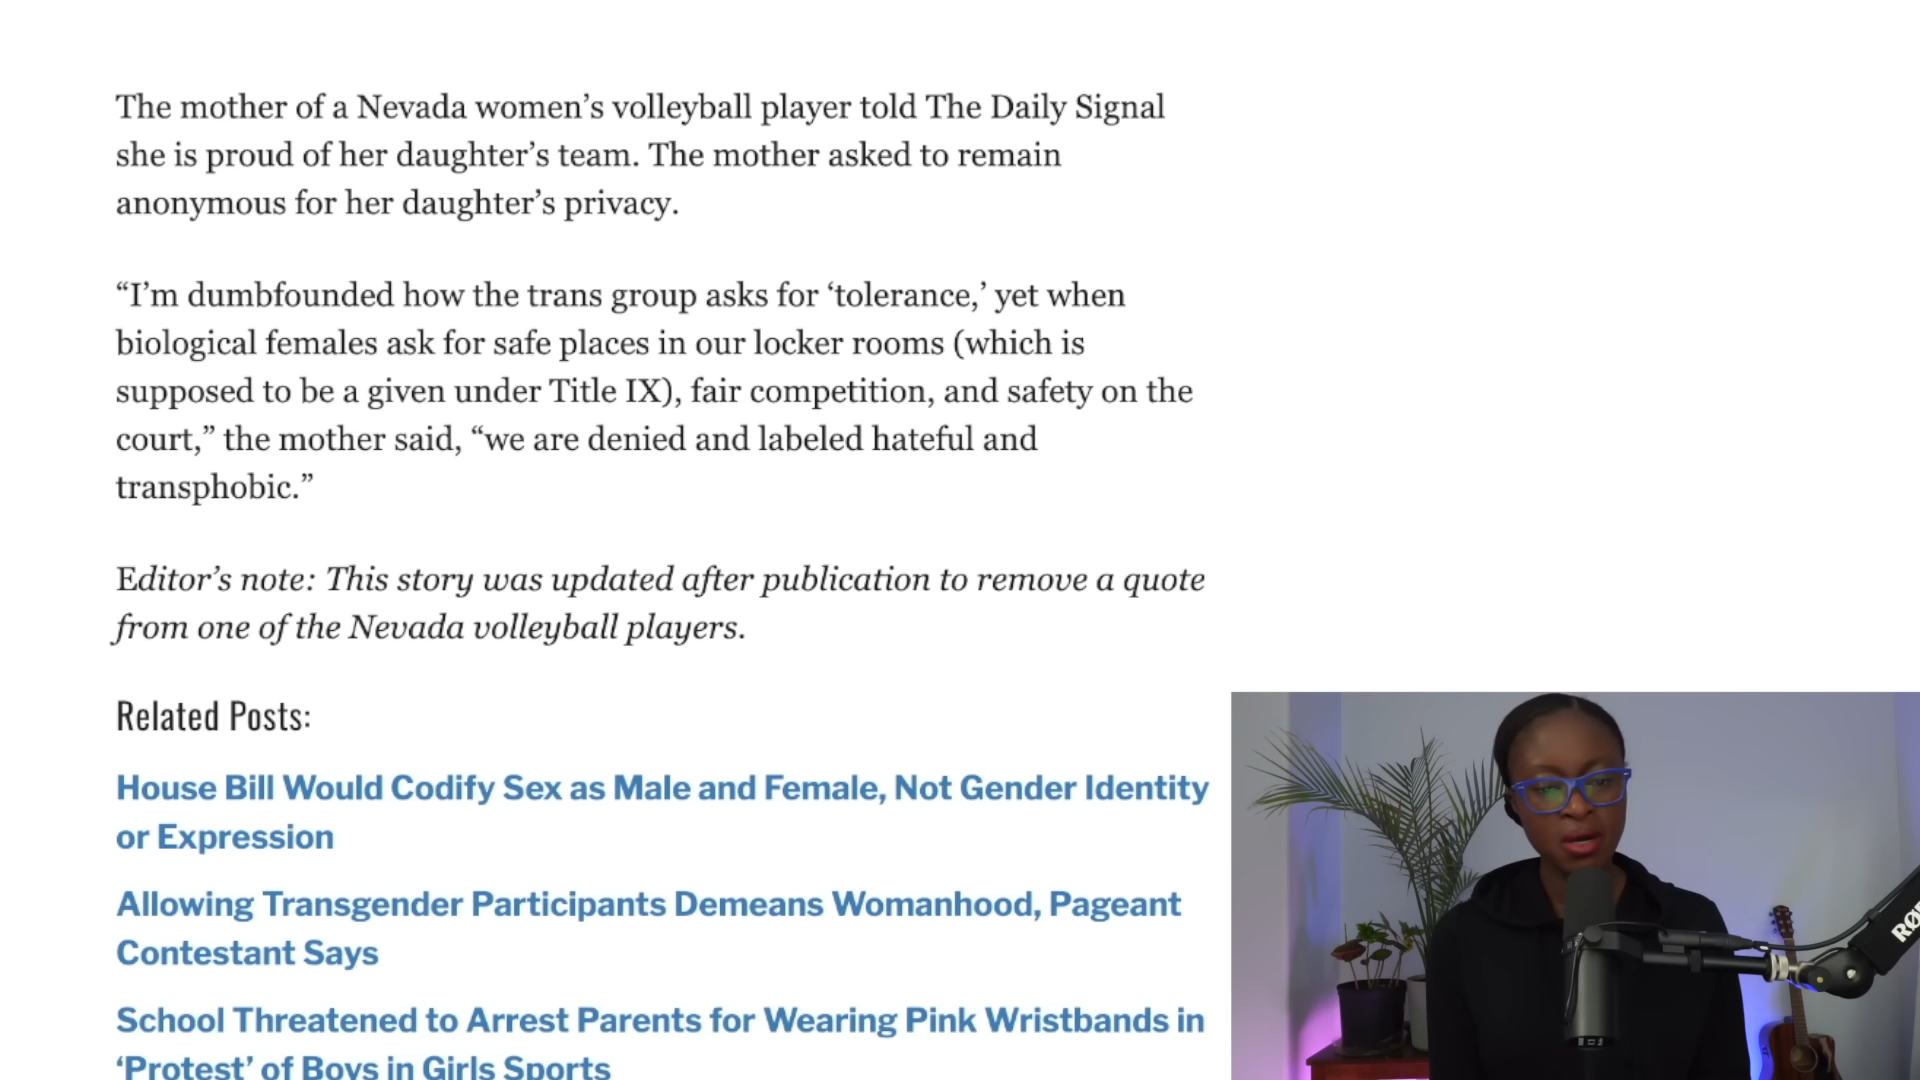 The mother of a Nevada women’s volleyball player told The Daily Signal
she is proud of her daughter’s team. The mother asked to remain
anonymous for her daughter’s privacy.
“I’m dumbfounded how the trans group asks for ‘tolerance,’ yet when
biological females ask for safe places in our locker rooms (which is
supposed to be a given under Title IX), fair competition, and safety on the
court,” the mother said, “we are denied and labeled hateful and
transphobic.”
Editor’s note: This story was updated after publication to remove a quote
from one of the Nevada volleyball players.
Related Posts:
House Bill Would Codify Sex as Male and Female, Not Gender Identity
or Expression
Allowing Transgender Participants Demeans Womanhood, Pageant
Contestant Says
School Threatened to Arrest Parents for Wearing Pink Wristbands in
‘Protest’ of Boys in Girls Sports